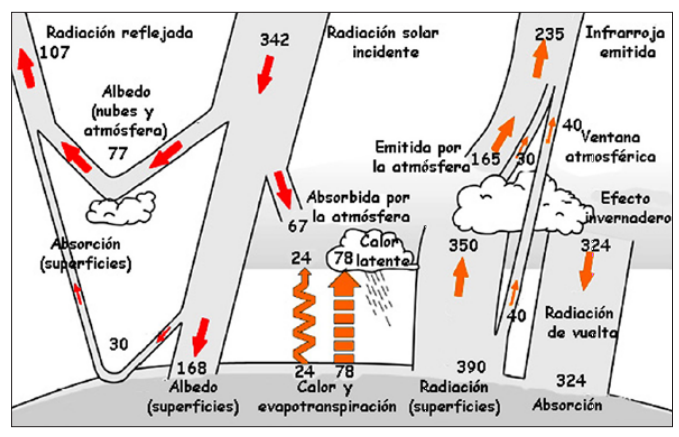 Radiación reflejada
107
342
Radiación solar
incidente
235
Infrarroja
emitida
Albedo
(nubes y
atmósfera)
77
Emitida por
la atmósfera
165
30
40
Ventana
atmosférica
Absorbida por
la atmósfera
67
Efecto
invernadero
Absorción
(superficies)
24
78
Calor
latente
350
324
40
Radiación
de vuelta
30
168
24
78
390
324
Albedo
(superficies)
Calor y
evapotranspiración
Radiación
(superficies)
Absorción